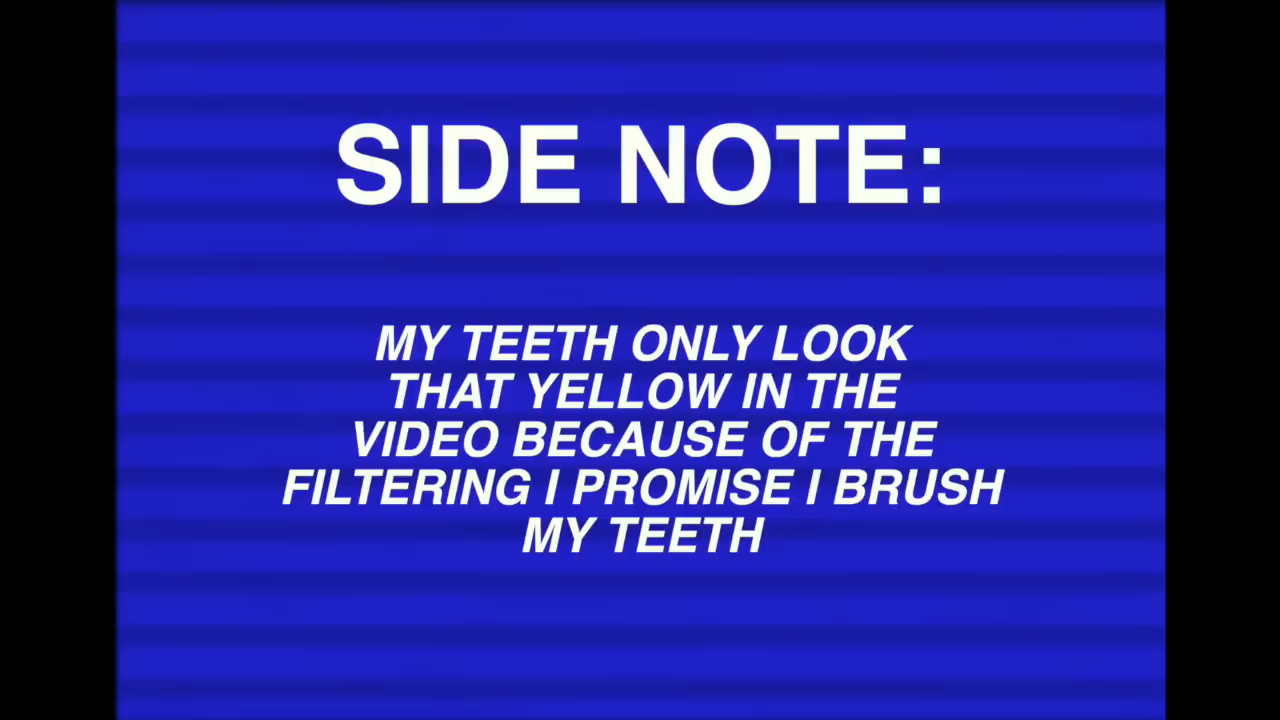 SIDE NOTE:
MY TEETH ONLY LOOK
THAT YELLOW IN THE
VIDEO BECAUSE OF THE
FILTERING I PROMISE I BRUSH
MY TEETH